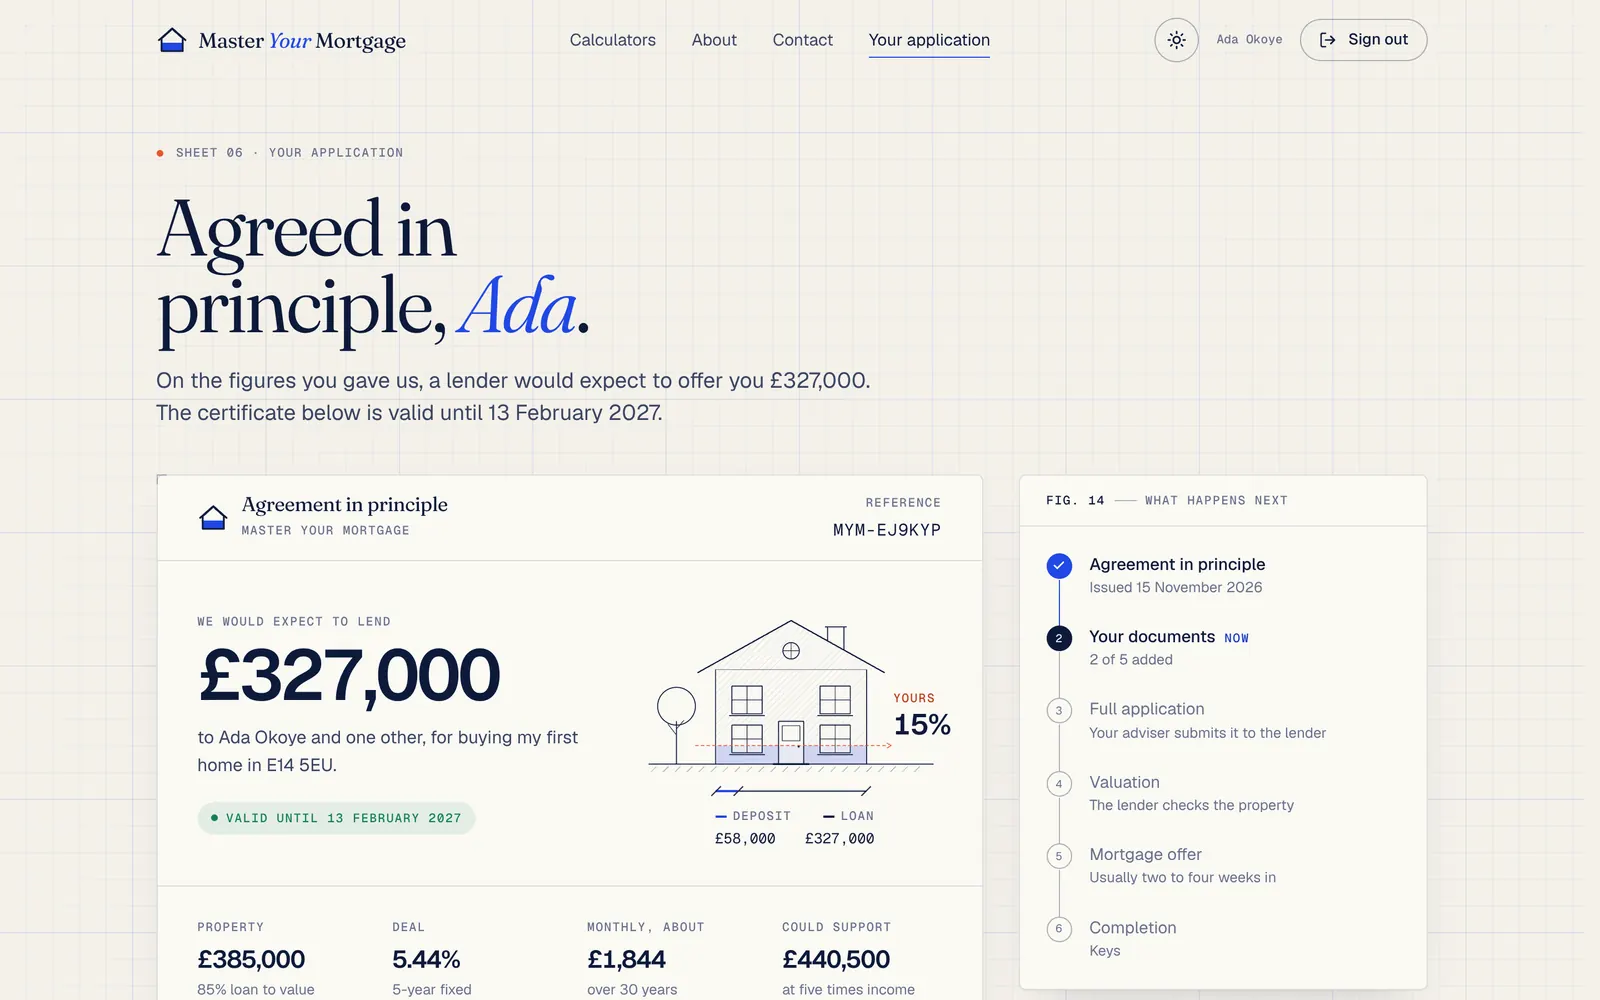 Master Your Mortgage
Calculators
About
Contact
Your application
Ada Okoye
Sign out
SHEET 06 · YOUR APPLICATION
Agreed in
principle, Ada.
On the figures you gave us, a lender would expect to offer you £327,000.
The certificate below is valid until 13 February 2027.
Agreement in principle
MASTER YOUR MORTGAGE
REFERENCE
MYM-EJ9KYP
WE WOULD EXPECT TO LEND
£327,000
to Ada Okoye and one other, for buying my first
home in E14 5EU.
VALID UNTIL 13 FEBRUARY 2027
YOURS
15%
DEPOSIT
£58,000
LOAN
£327,000
PROPERTY
£385,000
85% loan to value
DEAL
5.44%
5-year fixed
MONTHLY, ABOUT
£1,844
over 30 years
COULD SUPPORT
£440,500
at five times income
FIG. 14 — WHAT HAPPENS NEXT
Agreement in principle
Issued 15 November 2026
2
Your documents NOW
2 of 5 added
3
Full application
Your adviser submits it to the lender
4
Valuation
The lender checks the property
5
Mortgage offer
Usually two to four weeks in
6
Completion
Keys